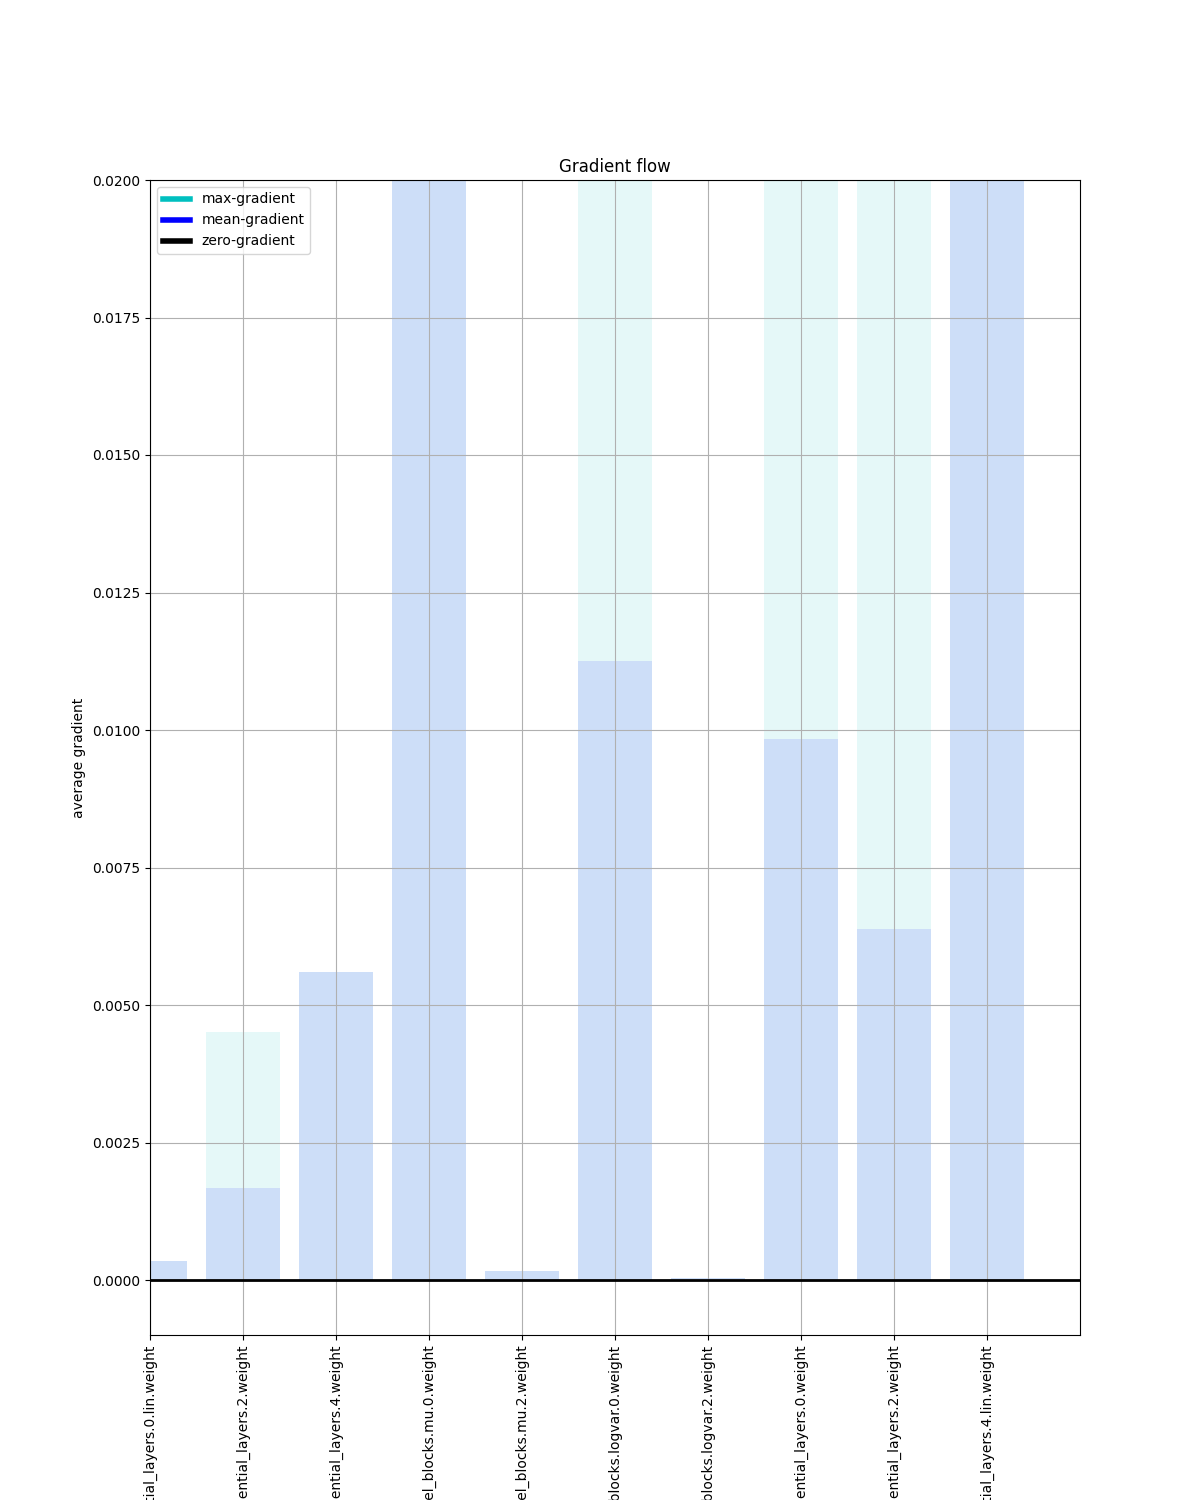 Gradient flow
max-gradient
mean-gradient
zero-gradient
0.0200
0.0175
0.0150
0.0125
0.0100
0.0075
0.0050
0.0025
0.0000
average gradient
tial_layers.0.lin.weight
ential_layers.2.weight
ential_layers.4.weight
el_blocks.mu.0.weight
el_blocks.mu.2.weight
blocks.logvar.0.weight
blocks.logvar.2.weight
ential_layers.0.weight
ential_layers.2.weight
tial_layers.4.lin.weight